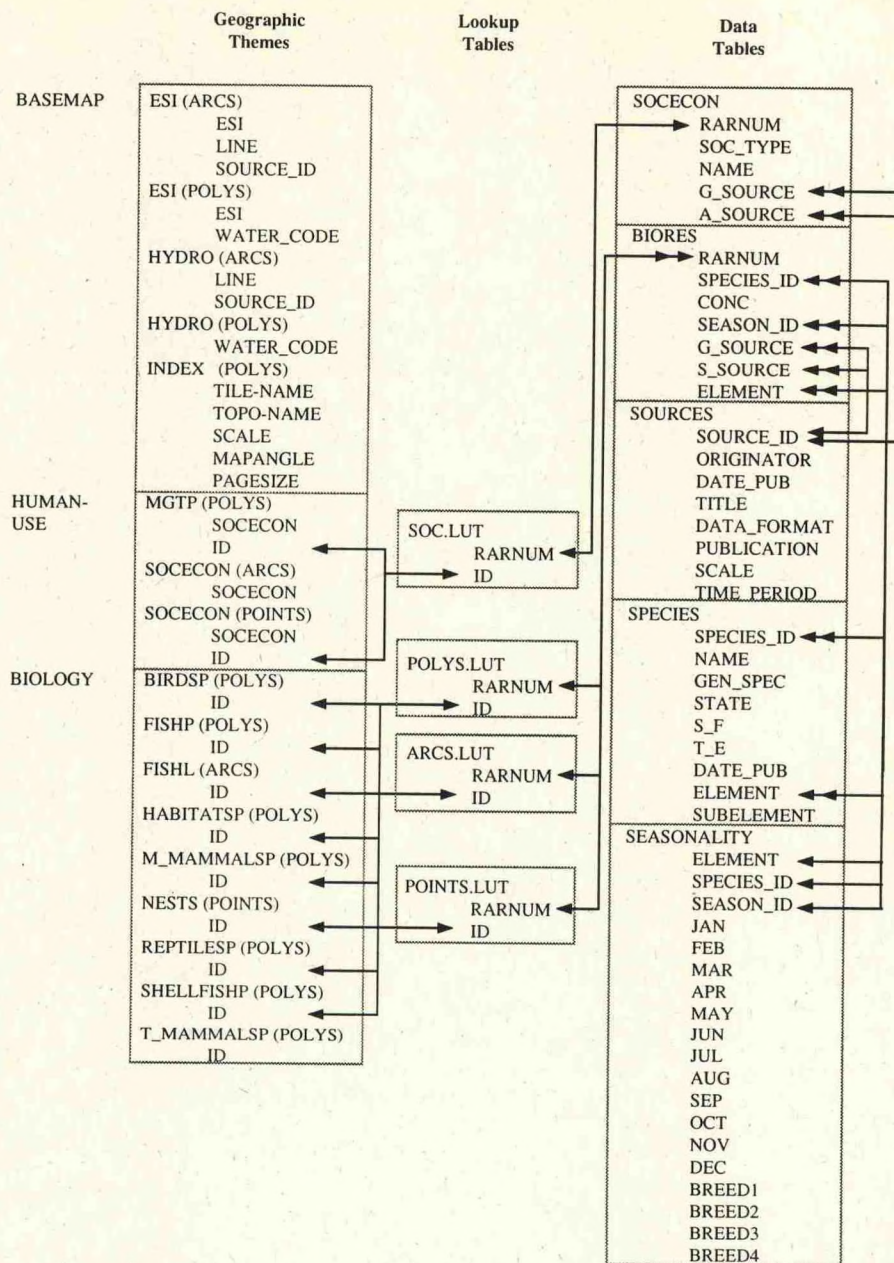 Geographic
Themes
Lookup
Tables
Data
Tables
BASEMAP
ESI (ARCS)
ESI
LINE
SOURCE_ID
ESI (POLYS)
ESI
WATER_CODE
HYDRO (ARCS)
LINE
SOURCE_ID
HYDRO (POLYS)
WATER_CODE
INDEX (POLYS)
TILE-NAME
TOPO-NAME
SCALE
MAPANGLE
PAGESIZE
HUMAN-
USE
MGTP (POLYS)
SOCECON
ID
SOCECON (ARCS)
SOCECON
SOCECON (POINTS)
SOCECON
ID
BIOLOGY
BIRDSP (POLYS)
ID
FISHP (POLYS)
ID
FISHL (ARCS)
ID
HABITATSP (POLYS)
ID
M_MAMMALSP (POLYS)
ID
NESTS (POINTS)
ID
REPTILESP (POLYS)
ID
SHELLFISHP (POLYS)
ID
T_MAMMALSP (POLYS)
ID
SOC.LUT
RARNUM
ID
POLYS.LUT
RARNUM
ID
ARCS.LUT
RARNUM
ID
POINTS.LUT
RARNUM
ID
SOCECON
RARNUM
SOC_TYPE
NAME
G_SOURCE
A_SOURCE
BIORES
RARNUM
SPECIES_ID
CONC
SEASON_ID
G_SOURCE
S_SOURCE
ELEMENT
SOURCES
SOURCE_ID
ORIGINATOR
DATE_PUB
TITLE
DATA_FORMAT
PUBLICATION
SCALE
TIME_PERIOD
SPECIES
SPECIES_ID
NAME
GEN_SPEC
STATE
S_F
T_E
DATE_PUB
ELEMENT
SUBELEMENT
SEASONALITY
ELEMENT
SPECIES_ID
SEASON_ID
JAN
FEB
MAR
APR
MAY
JUN
JUL
AUG
SEP
OCT
NOV
DEC
BREED1
BREED2
BREED3
BREED4